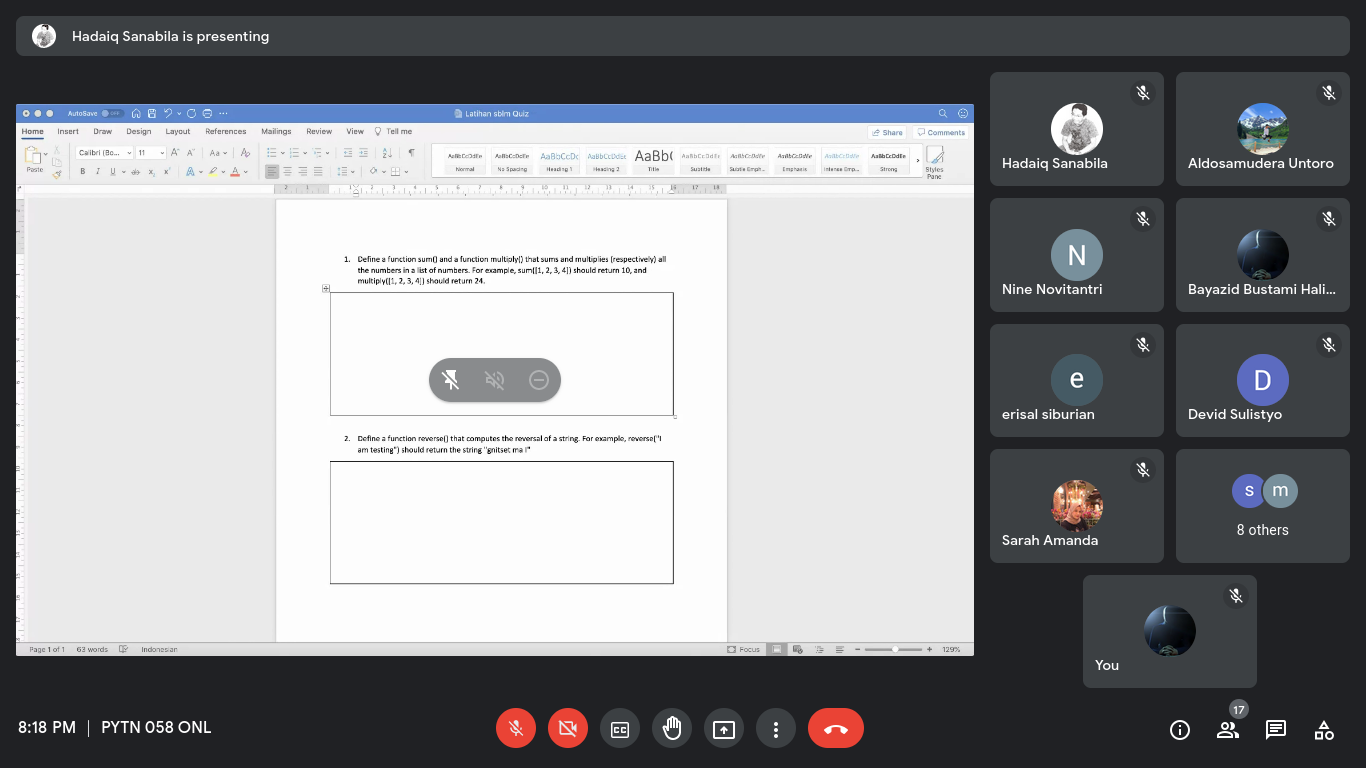 Hadaiq Sanabila is presenting
AutoSave OFF
Latihan sblm Quiz
Home Insert Draw Design Layout References Mailings Review View Tell me
Share Comments
Paste
Calibri (Bo... 11
AaBbCcDdEe Normal
AaBbCcDdEe No Spacing
AaBbCcDc Heading 1
AaBbCcDdEe Heading 2
AaBb( Title
AaBbCcDdEe Subtitle
AaBbCcDdEe Subtle Emph...
AaBbCcDdEe Emphasis
AaBbCcDdEe Intense Emp...
AaBbCcDdEe Strong
Styles
Pane
1. Define a function sum() and a function multiply() that sums and multiplies (respectively) all
the numbers in a list of numbers. For example, sum([1, 2, 3, 4]) should return 10, and
multiply([1, 2, 3, 4]) should return 24.
2. Define a function reverse() that computes the reversal of a string. For example, reverse("I
am testing") should return the string "gnitset ma I"
Page 1 of 1 63 words Indonesian
Focus 129%
Hadaiq Sanabila
Aldosamudera Untoro
N
Nine Novitantri
Bayazid Bustami Hali...
e
erisal siburian
D
Devid Sulistyo
Sarah Amanda
s m
8 others
You
8:18 PM | PYTN 058 ONL
CC
17